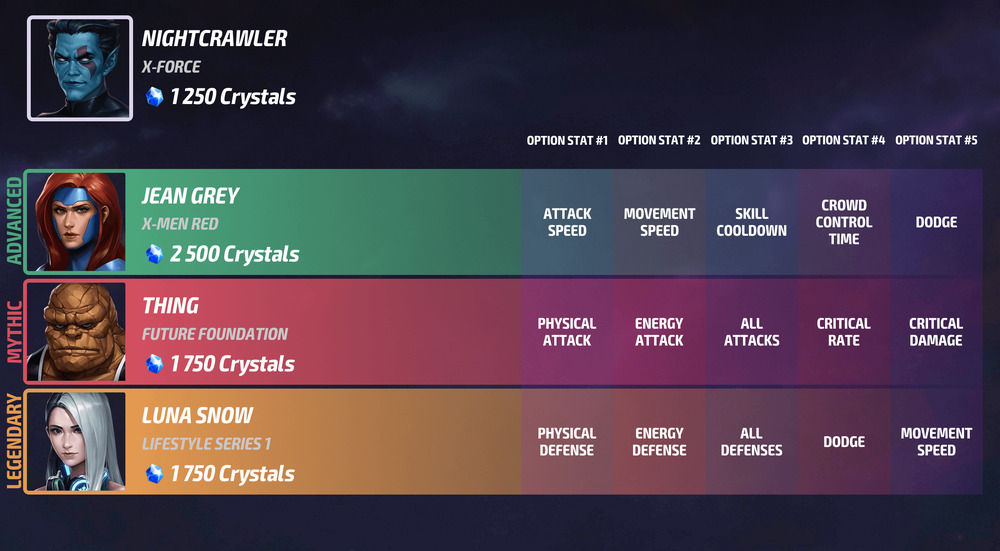 NIGHTCRAWLER
X-FORCE
1 250 Crystals
OPTION STAT #1 OPTION STAT #2 OPTION STAT #3 OPTION STAT #4 OPTION STAT #5
ADVANCED
JEAN GREY
X-MEN RED
2 500 Crystals
ATTACK
SPEED
MOVEMENT
SPEED
SKILL
COOLDOWN
CROWD
CONTROL
TIME
DODGE
MYTHIC
THING
FUTURE FOUNDATION
1 750 Crystals
PHYSICAL
ATTACK
ENERGY
ATTACK
ALL
ATTACKS
CRITICAL
RATE
CRITICAL
DAMAGE
LEGENDARY
LUNA SNOW
LIFESTYLE SERIES 1
1 750 Crystals
PHYSICAL
DEFENSE
ENERGY
DEFENSE
ALL
DEFENSES
DODGE
MOVEMENT
SPEED